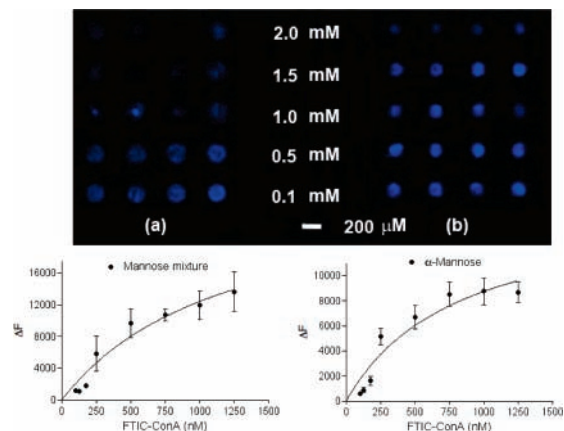 2.0 mM
1.5 mM
1.0 mM
0.5 mM
0.1 mM
(a)
200 μM
(b)
Mannose mixture
16000
12000
8000
4000
0
ΔF
0 250 500 750 1000 1250 1500
FTIC-ConA (nM)
α-Mannose
10000
8000
6000
4000
2000
0
ΔF
0 250 500 750 1000 1250 1500
FTIC-ConA (nM)